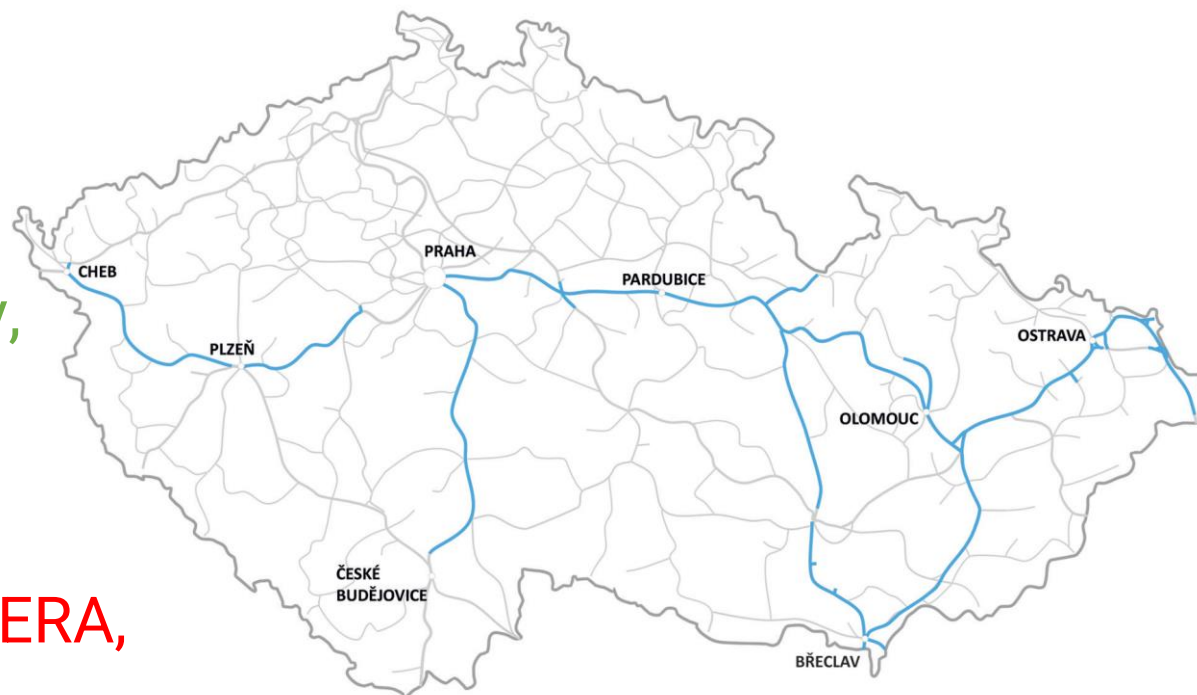 PRAHA
CHEB
PARDUBICE
,
OSTRAVA
PLZEŇ
OLOMOUC
ČESKÉ
BUDĚJOVICE
ERA,
BŘECLAV